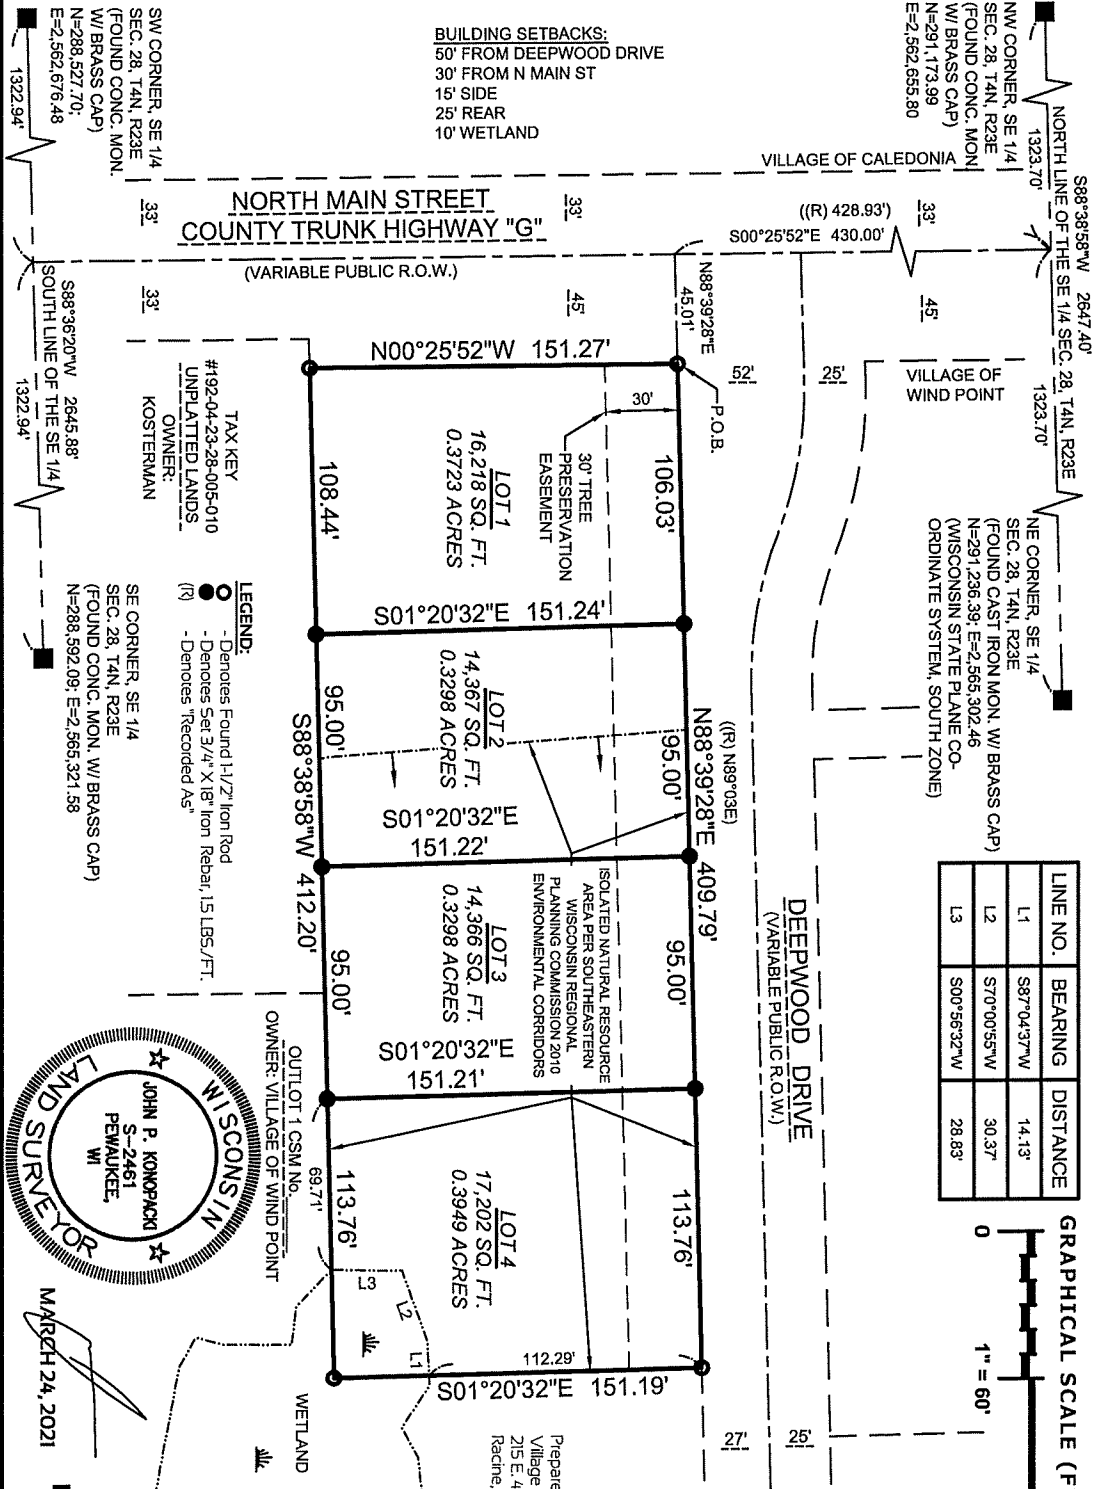 BUILDING SETBACKS:
50' FROM DEEPWOOD DRIVE
30' FROM N MAIN ST
15' SIDE
25' REAR
10' WETLAND
SW CORNER, SE 1/4
SEC. 28, T4N, R23E
(FOUND CONC. MON.
W/ BRASS CAP)
N=288,527.70;
E=2,562,676.48
1322.94'
NW CORNER, SE 1/4
SEC. 28, T4N, R23E
(FOUND CONC. MON
W/ BRASS CAP)
N=291,173.99
E=2,562,655.80
S88°38'58"W 2647.40'
NORTH LINE OF THE SE 1/4 SEC. 28, T4N, R23E
1323.70'
1323.70'
VILLAGE OF CALEDONIA
NORTH MAIN STREET
COUNTY TRUNK HIGHWAY "G"
(VARIABLE PUBLIC R.O.W.)
33'
33'
33'
33'
45'
45'
((R) 428.93')
S00°25'52"E 430.00'
N88°39'28"E
45.01'
VILLAGE OF
WIND POINT
52'
25'
P.O.B.
N00°25'52"W 151.27'
30'
30' TREE
PRESERVATION
EASEMENT
LOT 1
16,218 SQ. FT.
0.3723 ACRES
106.03'
108.44'
S01°20'32"E 151.24'
LOT 2
14,367 SQ. FT.
0.3298 ACRES
95.00'
95.00'
((R) N89°03E)
N88°39'28"E 409.79'
S88°38'58"W 412.20'
S01°20'32"E
151.22'
ISOLATED NATURAL RESOURCE
AREA PER SOUTHEASTERN
WISCONSIN REGIONAL
PLANNING COMMISSION 2010
ENVIRONMENTAL CORRIDORS
LOT 3
14,366 SQ. FT.
0.3298 ACRES
95.00'
95.00'
S01°20'32"E
151.21'
LOT 4
17,202 SQ. FT.
0.3949 ACRES
113.76'
113.76'
69.71'
L3
L2
L1
112.29'
S01°20'32"E 151.19'
DEEPWOOD DRIVE
(VARIABLE PUBLIC R.O.W.)
27'
25'
S88°36'20"W 2645.88'
SOUTH LINE OF THE SE 1/4
1322.94'
TAX KEY
#192-04-23-28-005-010
UNPLATTED LANDS
OWNER:
KOSTERMAN
LEGEND:
- Denotes Found 1-1/2" Iron Rod
- Denotes Set 3/4" X 18" Iron Rebar, 1.5 LBS./FT.
(R) - Denotes "Recorded As"
SE CORNER, SE 1/4
SEC. 28, T4N, R23E
(FOUND CONC. MON. W/ BRASS CAP)
N=288,592.09; E=2,565,321.58
NE CORNER, SE 1/4
SEC. 28, T4N, R23E
(FOUND CAST IRON MON. W/ BRASS CAP)
N=291,236.39; E=2,565,302.46
(WISCONSIN STATE PLANE CO-
ORDINATE SYSTEM, SOUTH ZONE)
LINE NO. BEARING DISTANCE
L1 S87°04'37"W 14.13'
L2 S70°00'55"W 30.37'
L3 S00°56'32"W 28.83'
GRAPHICAL SCALE (F
0 1" = 60'
OUTLOT 1 CSM No.
OWNER: VILLAGE OF WIND POINT
WETLAND
WISCONSIN
JOHN P. KONOPACKI
S-2461
PEWAUKEE,
WI
LAND SURVEYOR
MARCH 24, 2021
Prepare
Village
215 E. 4
Racine,